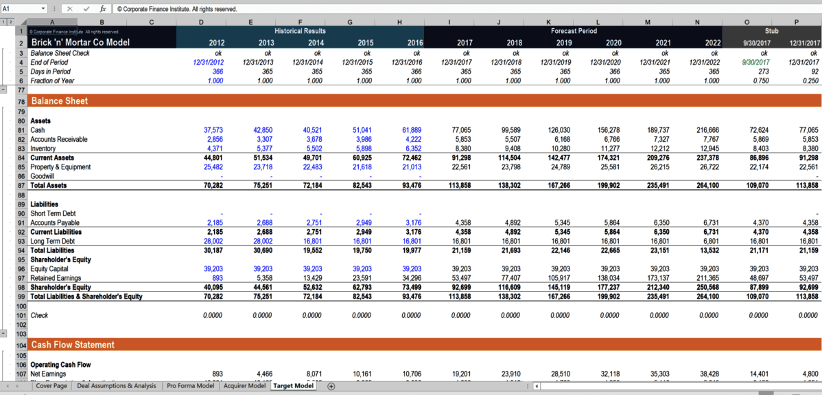 A1 fx © Corporate Finance Institute. All rights reserved.
A B C D E F G H I J K L M N O P
1 © Corporate Finance Institute. All rights reserved. Historical Results Forecast Period Stub
2 Brick 'n' Mortar Co Model 2012 2013 2014 2015 2016 2017 2018 2019 2020 2021 2022 9/30/2017 12/31/2017
3 Balance Sheet Check ok ok ok ok ok ok ok ok ok ok ok ok ok
4 End of Period 12/31/2012 12/31/2013 12/31/2014 12/31/2015 12/31/2016 12/31/2017 12/31/2018 12/31/2019 12/31/2020 12/31/2021 12/31/2022 9/30/2017 12/31/2017
5 Days in Period 366 365 365 365 366 365 365 365 366 365 365 273 92
6 Fraction of Year 1.000 1.000 1.000 1.000 1.000 1.000 1.000 1.000 1.000 1.000 1.000 0.750 0.250
77
78 Balance Sheet
79
80 Assets
81 Cash 37,573 42,850 40,521 51,041 61,889 77,065 99,589 126,030 156,278 189,737 216,666 72,624 77,065
82 Accounts Receivable 2,856 3,307 3,678 3,986 4,222 5,853 5,507 6,168 6,766 7,327 7,767 5,869 5,853
83 Inventory 4,371 5,377 5,502 5,898 6,352 8,380 9,408 10,280 11,277 12,212 12,945 8,403 8,380
84 Current Assets 44,801 51,534 49,701 60,925 72,462 91,298 114,504 142,477 174,321 209,276 237,378 86,896 91,298
85 Property & Equipment 25,482 23,718 22,483 21,618 21,013 22,561 23,798 24,789 25,581 26,215 26,722 22,174 22,561
86 Goodwill - - - - - -
87 Total Assets 70,282 75,251 72,184 82,543 93,476 113,858 138,302 167,266 199,902 235,491 264,100 109,070 113,858
88
89 Liabilities
90 Short Term Debt - - - - - -
91 Accounts Payable 2,185 2,688 2,751 2,949 3,176 4,358 4,892 5,345 5,864 6,350 6,731 4,370 4,358
92 Current Liabilities 2,185 2,688 2,751 2,949 3,176 4,358 4,892 5,345 5,864 6,350 6,731 4,370 4,358
93 Long Term Debt 28,002 28,002 16,801 16,801 16,801 16,801 16,801 16,801 16,801 16,801 6,801 16,801 16,801
94 Total Liabilities 30,187 30,690 19,552 19,750 19,977 21,159 21,693 22,146 22,665 23,151 13,532 21,171 21,159
95 Shareholder's Equity
96 Equity Capital 39,203 39,203 39,203 39,203 39,203 39,203 39,203 39,203 39,203 39,203 39,203 39,203 39,203
97 Retained Earnings 893 5,358 13,429 23,591 34,296 53,497 77,407 105,917 138,034 173,137 211,365 48,697 53,497
98 Shareholder's Equity 40,095 44,561 52,632 62,793 73,499 92,699 116,609 145,119 177,237 212,340 250,568 87,899 92,699
99 Total Liabilities & Shareholder's Equity 70,282 75,251 72,184 82,543 93,476 113,858 138,302 167,266 199,902 235,491 264,100 109,070 113,858
100
101 Check 0.0000 0.0000 0.0000 0.0000 0.0000 0.0000 0.0000 0.0000 0.0000 0.0000 0.0000 0.0000 0.0000
102
103
104 Cash Flow Statement
105
106 Operating Cash Flow
107 Net Earnings 893 4,466 8,071 10,161 10,706 19,201 23,910 28,510 32,118 35,303 38,428 14,401 4,800
Cover Page Deal Assumptions & Analysis Pro Forma Model Acquirer Model Target Model